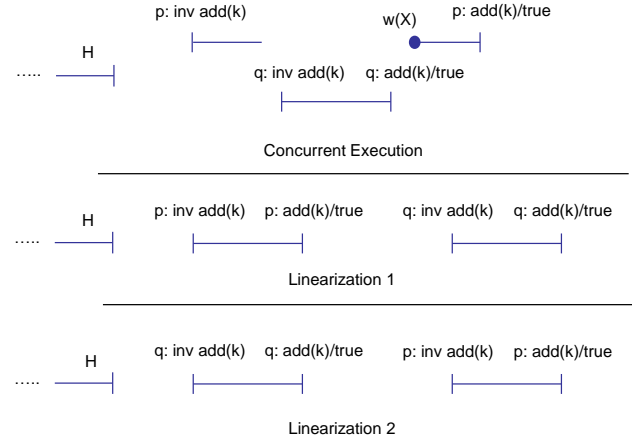 p: inv add(k) w(X) p: add(k)/true
H
..... q: inv add(k) q: add(k)/true
Concurrent Execution
H p: inv add(k) p: add(k)/true q: inv add(k) q: add(k)/true
.....
Linearization 1
H q: inv add(k) q: add(k)/true p: inv add(k) p: add(k)/true
.....
Linearization 2